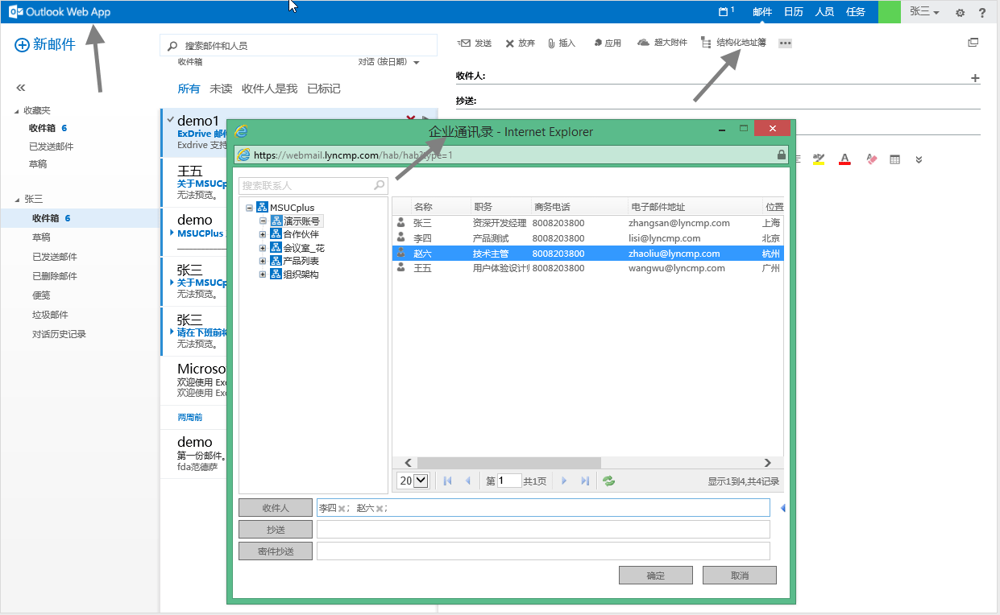 Outlook Web App
1 邮件 日历 人员 任务 张三 ?
新邮件
搜索邮件和人员
收件箱 对话 (按日期)
所有 未读 收件人是我 已标记
发送 放弃 插入 应用 超大附件 结构化地址簿
收件人:
抄送:
收藏夹
收件箱 6
已发送邮件
草稿
张三
收件箱 6
草稿
已发送邮件
已删除邮件
便笺
垃圾邮件
对话历史记录
demo1
ExDrive 邮件
Exdrive 支持
王五
关于MSUCp
无法预览。
demo
MSUCPlus
张三
关于MSUCp
无法预览。
张三
请在下班前将
无法预览。
Microso
欢迎使用 Exc
欢迎使用 Exc
两周前
demo
第一份邮件。
fda范德萨
企业通讯录 - Internet Explorer
https://webmail.lyncmp.com/hab/hab?type=1
搜索联系人
MSUCplus
演示账号
合作伙伴
会议室_花
产品列表
组织架构
名称 职务 商务电话 电子邮件地址 位置
张三 资深开发经理 8008203800 zhangsan@lyncmp.com 上海
李四 产品测试 8008203800 lisi@lyncmp.com 北京
赵六 技术主管 8008203800 zhaoliu@lyncmp.com 杭州
王五 用户体验设计师 8008203800 wangwu@lyncmp.com 广州
20 第 1 共1页 显示1到4,共4记录
收件人 李四; 赵六;
抄送
密件抄送
确定 取消